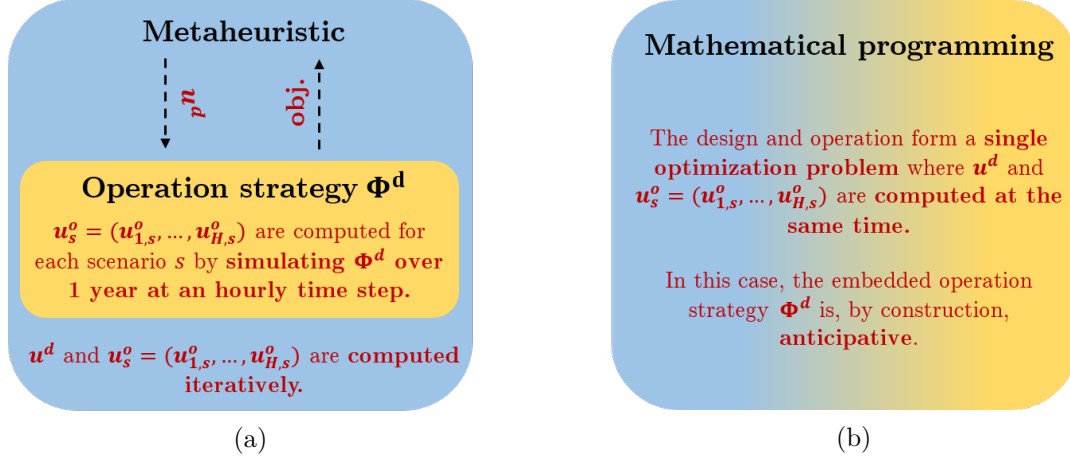 Metaheuristic
u_d
obj.
Operation strategy Φ^d
u_s^o = (u_{1,s}^o, ..., u_{H,s}^o) are computed for
each scenario s by simulating Φ^d over
1 year at an hourly time step.
u^d and u_s^o = (u_{1,s}^o, ..., u_{H,s}^o) are computed
iteratively.
(a)
Mathematical programming
The design and operation form a single
optimization problem where u^d and
u_s^o = (u_{1,s}^o, ..., u_{H,s}^o) are computed at the
same time.
In this case, the embedded operation
strategy Φ^d is, by construction,
anticipative.
(b)